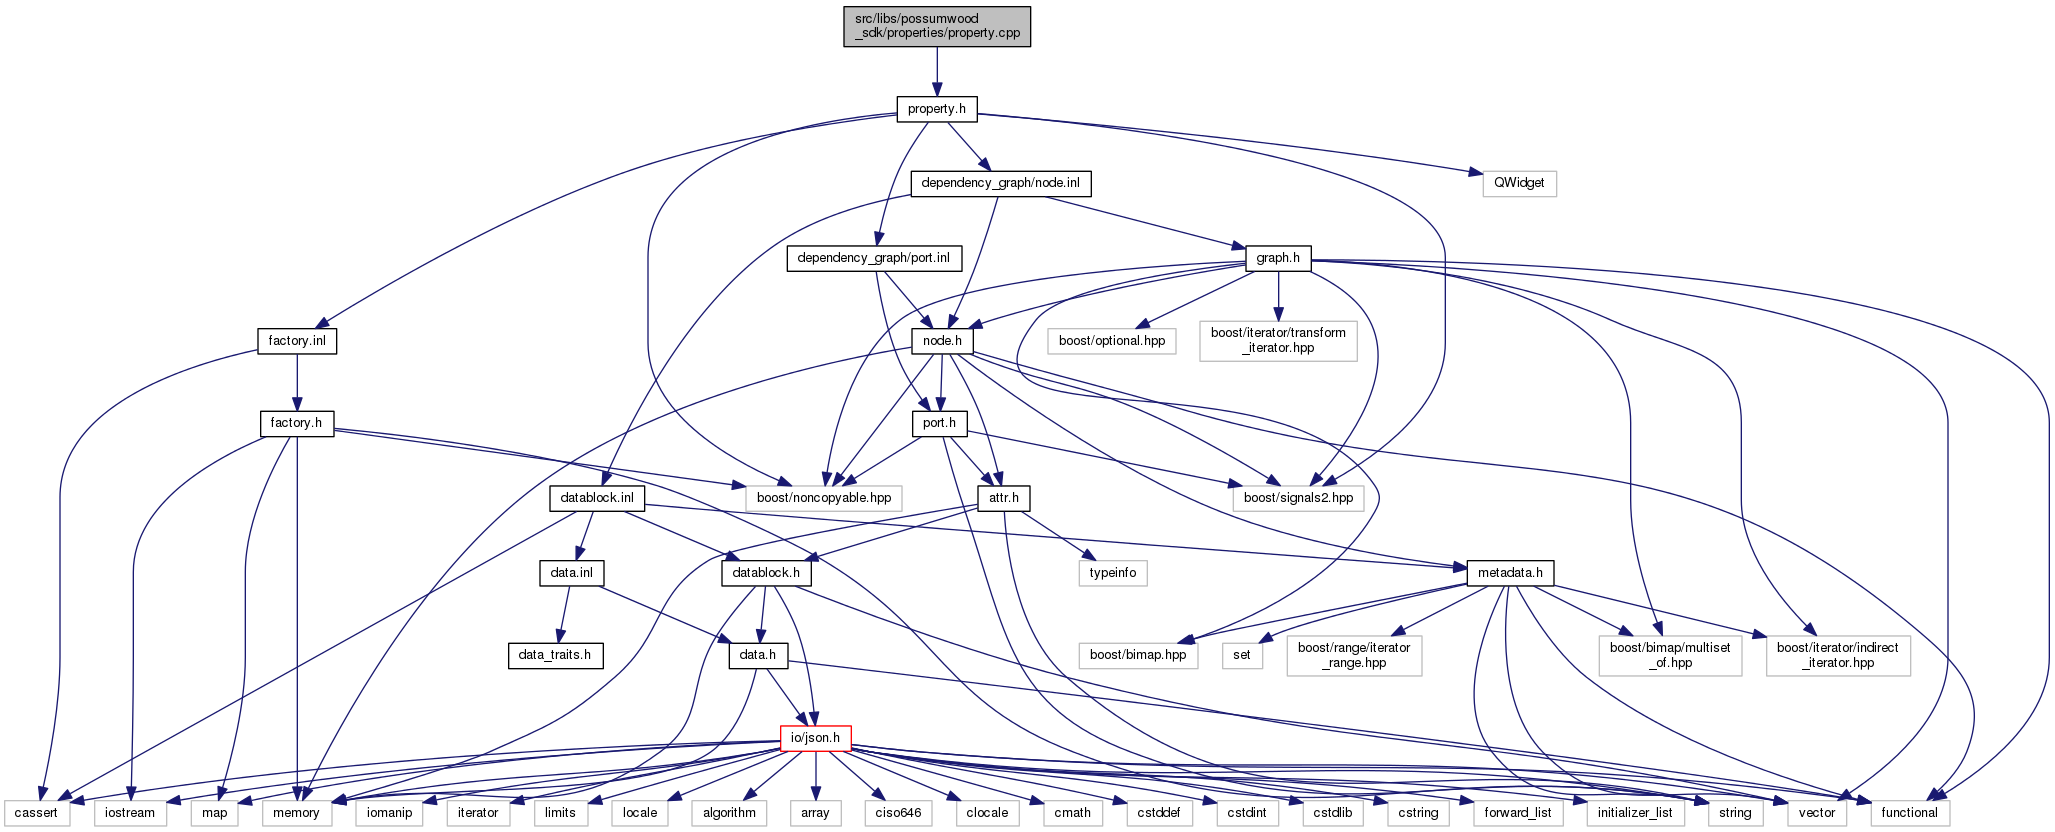 src/libs/possumwood
_sdk/properties/property.cpp
property.h
dependency_graph/node.inl
QWidget
dependency_graph/port.inl
graph.h
factory.inl
node.h
boost/optional.hpp
boost/iterator/transform
_iterator.hpp
factory.h
port.h
datablock.inl
boost/noncopyable.hpp
attr.h
boost/signals2.hpp
data.inl
datablock.h
typeinfo
metadata.h
data_traits.h
data.h
boost/bimap.hpp
set
boost/range/iterator
_range.hpp
boost/bimap/multiset
_of.hpp
boost/iterator/indirect
_iterator.hpp
io/json.h
cassert
iostream
map
memory
iomanip
iterator
limits
locale
algorithm
array
ciso646
clocale
cmath
cstddef
cstdint
cstdlib
cstring
forward_list
initializer_list
string
vector
functional